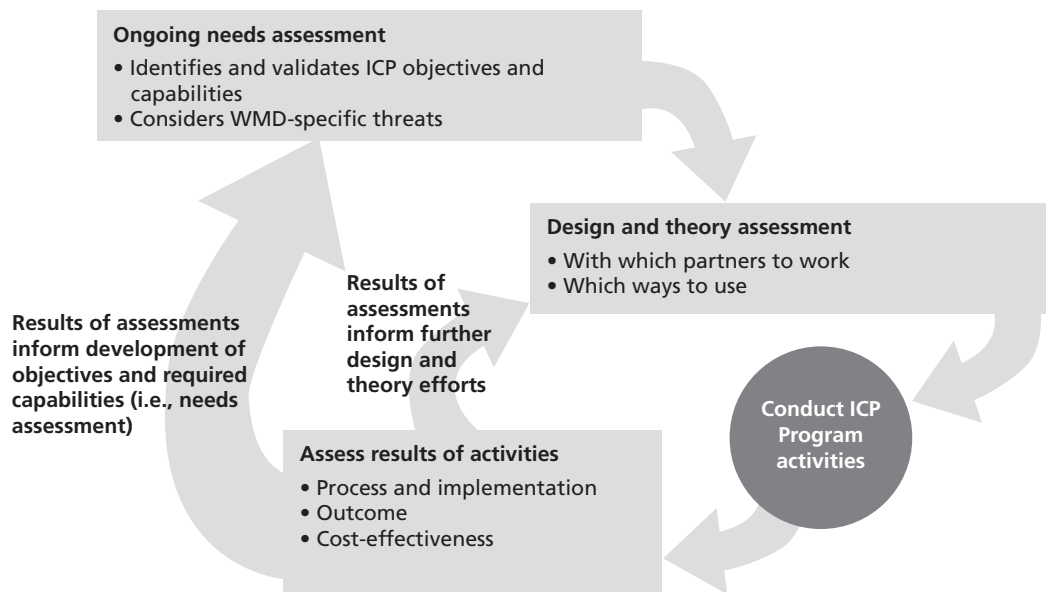 Ongoing needs assessment
• Identifies and validates ICP objectives and
capabilities
• Considers WMD-specific threats
Design and theory assessment
• With which partners to work
• Which ways to use
Results of
assessments
inform further
design and
theory efforts
Results of assessments
inform development of
objectives and required
capabilities (i.e., needs
assessment)
Conduct ICP
Program
activities
Assess results of activities
• Process and implementation
• Outcome
• Cost-effectiveness